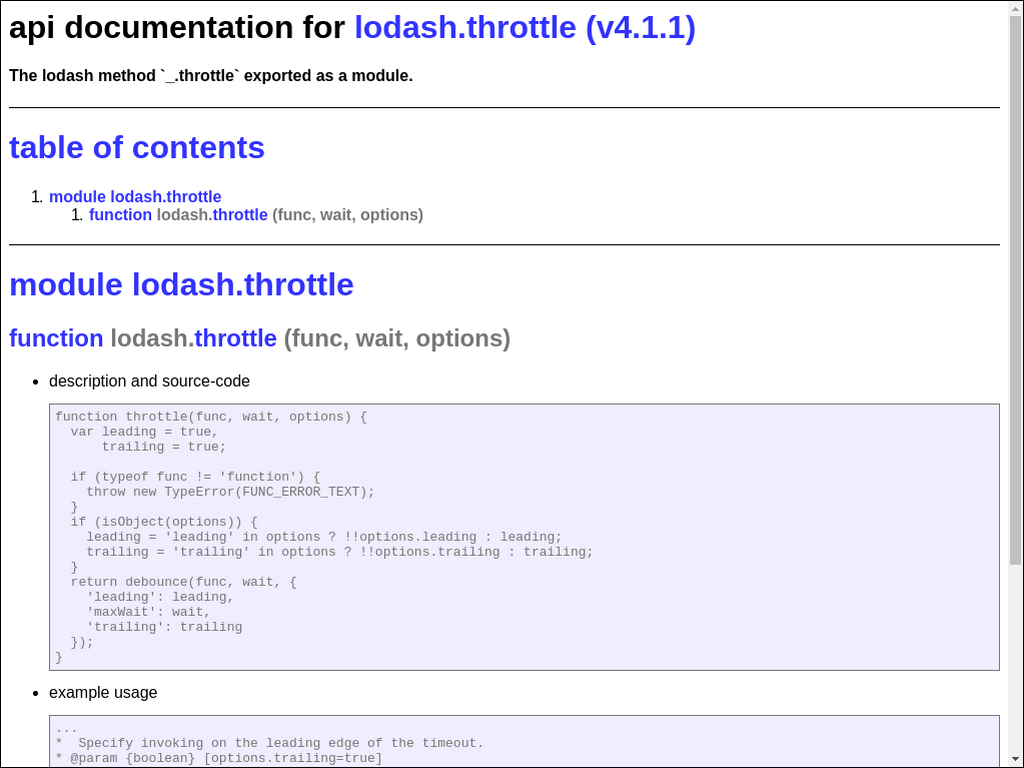 api documentation for lodash.throttle (v4.1.1)
The lodash method `_.throttle` exported as a module.
table of contents
1. module lodash.throttle
1. function lodash.throttle (func, wait, options)
module lodash.throttle
function lodash.throttle (func, wait, options)
• description and source-code
function throttle(func, wait, options) {
  var leading = true,
      trailing = true;

  if (typeof func != 'function') {
    throw new TypeError(FUNC_ERROR_TEXT);
  }
  if (isObject(options)) {
    leading = 'leading' in options ? !!options.leading : leading;
    trailing = 'trailing' in options ? !!options.trailing : trailing;
  }
  return debounce(func, wait, {
    'leading': leading,
    'maxWait': wait,
    'trailing': trailing
  });
}
• example usage
...
*  Specify invoking on the leading edge of the timeout.
* @param {boolean} [options.trailing=true]